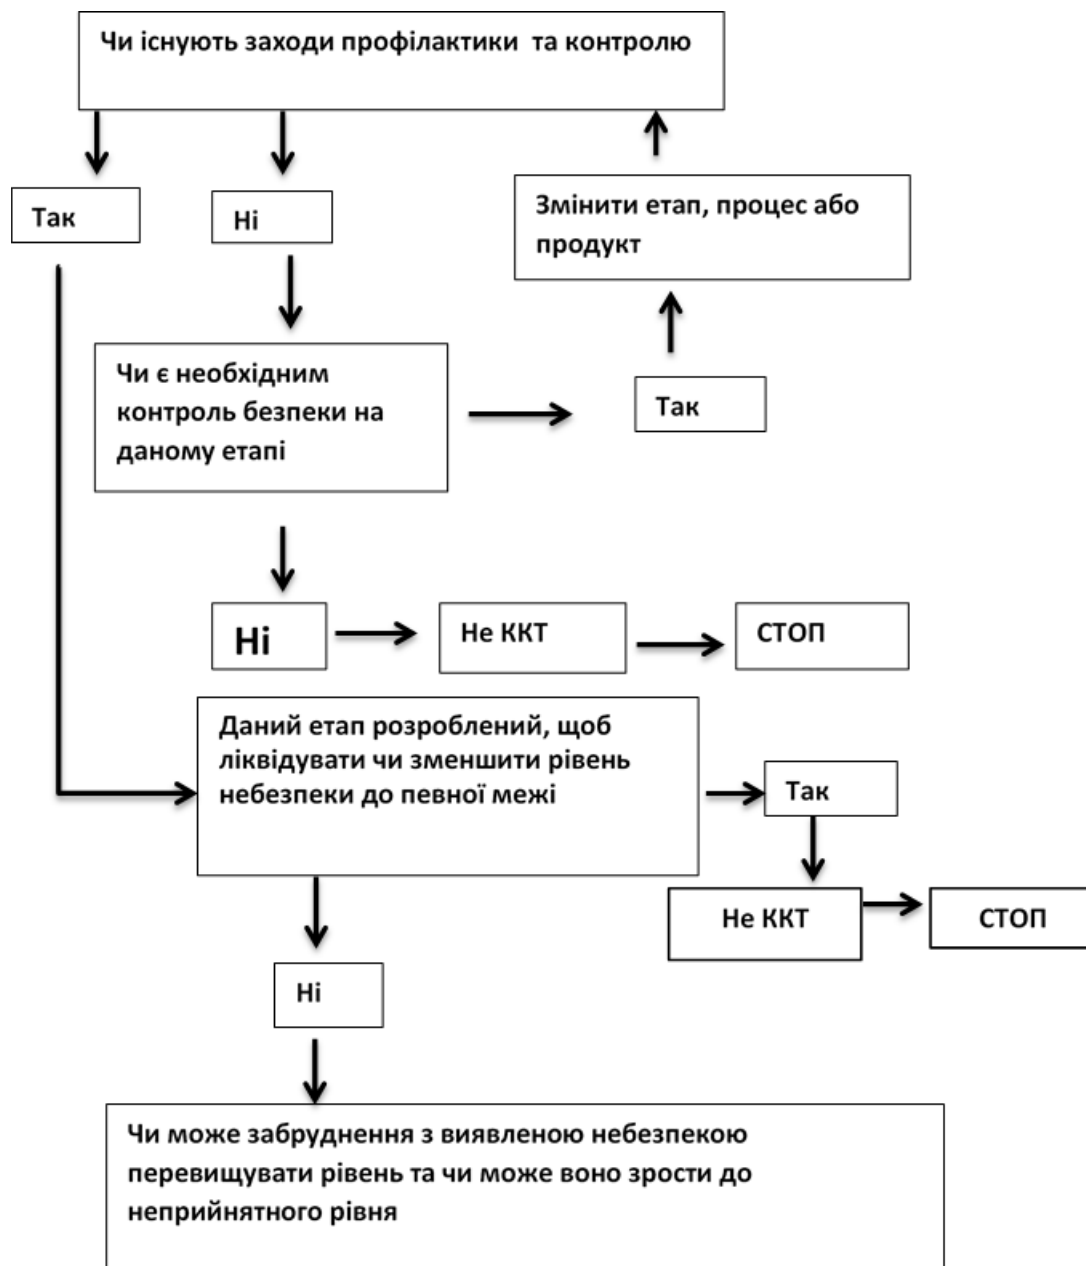 Чи існують заходи профілактики та контролю
Так
Ні
Змінити етап, процес або
продукт
Чи є необхідним
контроль безпеки на
даному етапі
Так
Ні
Не ККТ
СТОП
Даний етап розроблений, щоб
ліквідувати чи зменшити рівень
небезпеки до певної межі
Так
Не ККТ
СТОП
Ні
Чи може забруднення з виявленою небезпекою
перевищувати рівень та чи може воно зрости до
неприйнятного рівня